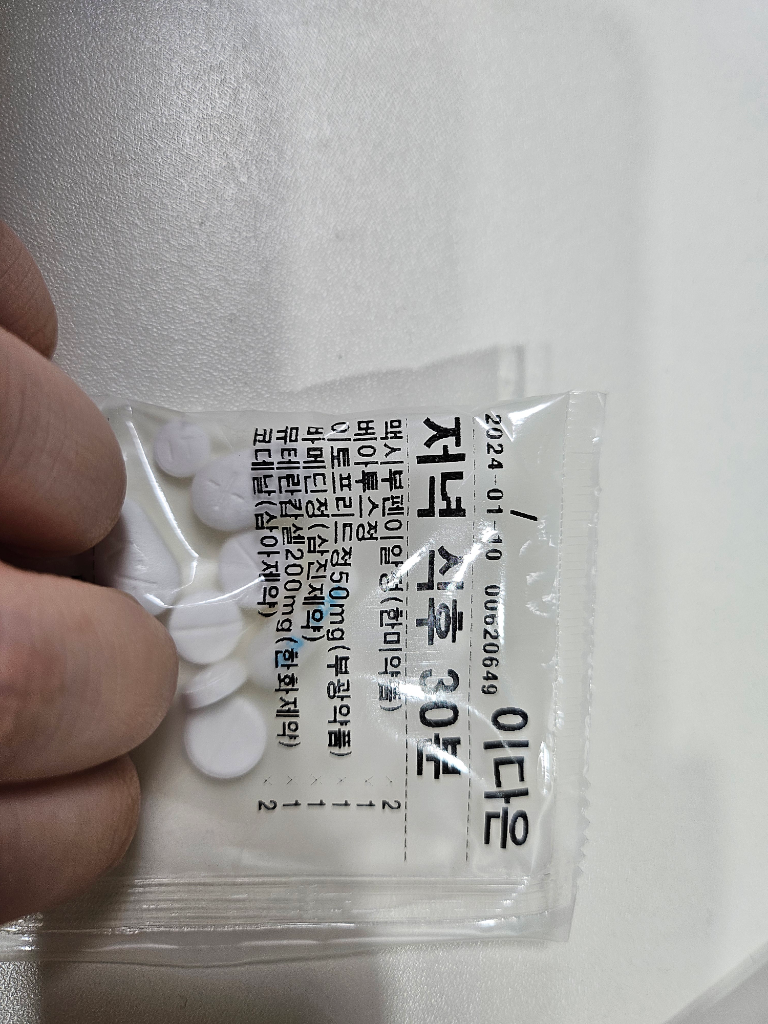 2024-01-10 00620649 이다은
저녁 식후 30분
맥시부펜이알정(한미약품) × 2
베아투스정 × 1
이토프리드정50mg(부광약품) × 1
바메딘정(삼진제약) × 1
뮤테란캅셀200mg(한화제약) × 1
코데날(삼아제약) × 2